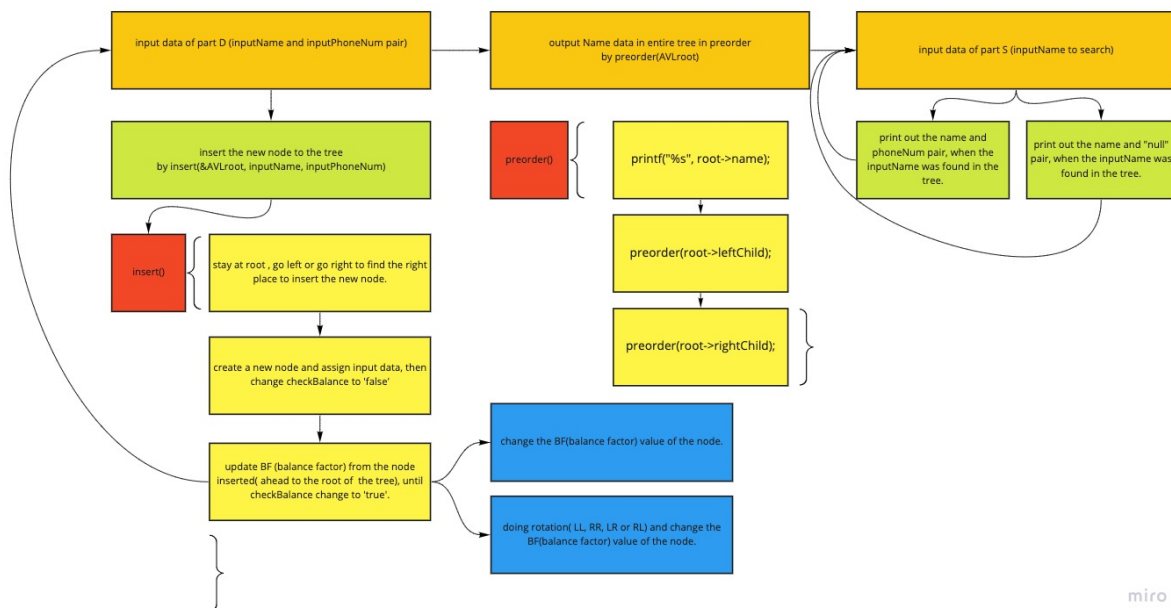 input data of part D (inputName and inputPhoneNum pair)
output Name data in entire tree in preorder
by preorder(AVLroot)
input data of part S (inputName to search)
insert the new node to the tree
by insert(&AVLroot, inputName, inputPhoneNum)
preorder()
printf("%s", root->name);
print out the name and
phoneNum pair, when the
inputName was found in the
tree.
print out the name and "null"
pair, when the inputName was
found in the tree.
insert()
stay at root , go left or go right to find the right
place to insert the new node.
preorder(root->leftChild);
preorder(root->rightChild);
create a new node and assign input data, then
change checkBalance to 'false'
update BF (balance factor) from the node
inserted( ahead to the root of the tree), until
checkBalance change to 'true'.
change the BF(balance factor) value of the node.
doing rotation( LL, RR, LR or RL) and change the
BF(balance factor) value of the node.
miro